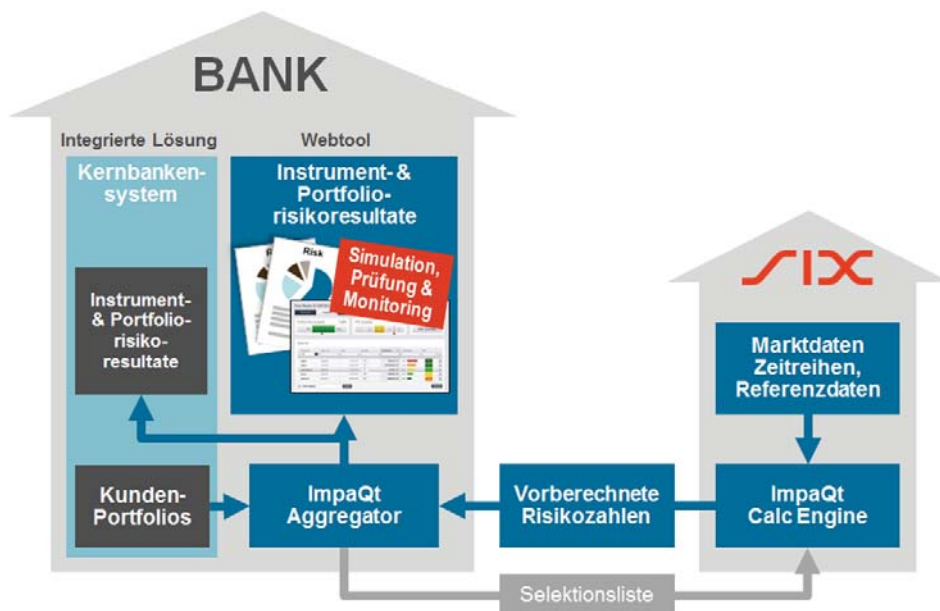 BANK
Integrierte Lösung
Webtool
Kernbanken-
system
Instrument- &
Portfolio-
risikoresultate
Risk
Simulation,
Prüfung &
Monitoring
Instrument-
& Portfolio-
risiko-
resultate
SIX
Marktdaten
Zeitreihen,
Referenzdaten
Kunden-
Portfolios
ImpaQt
Aggregator
Vorberechnete
Risikozahlen
ImpaQt
Calc Engine
Selektionsliste